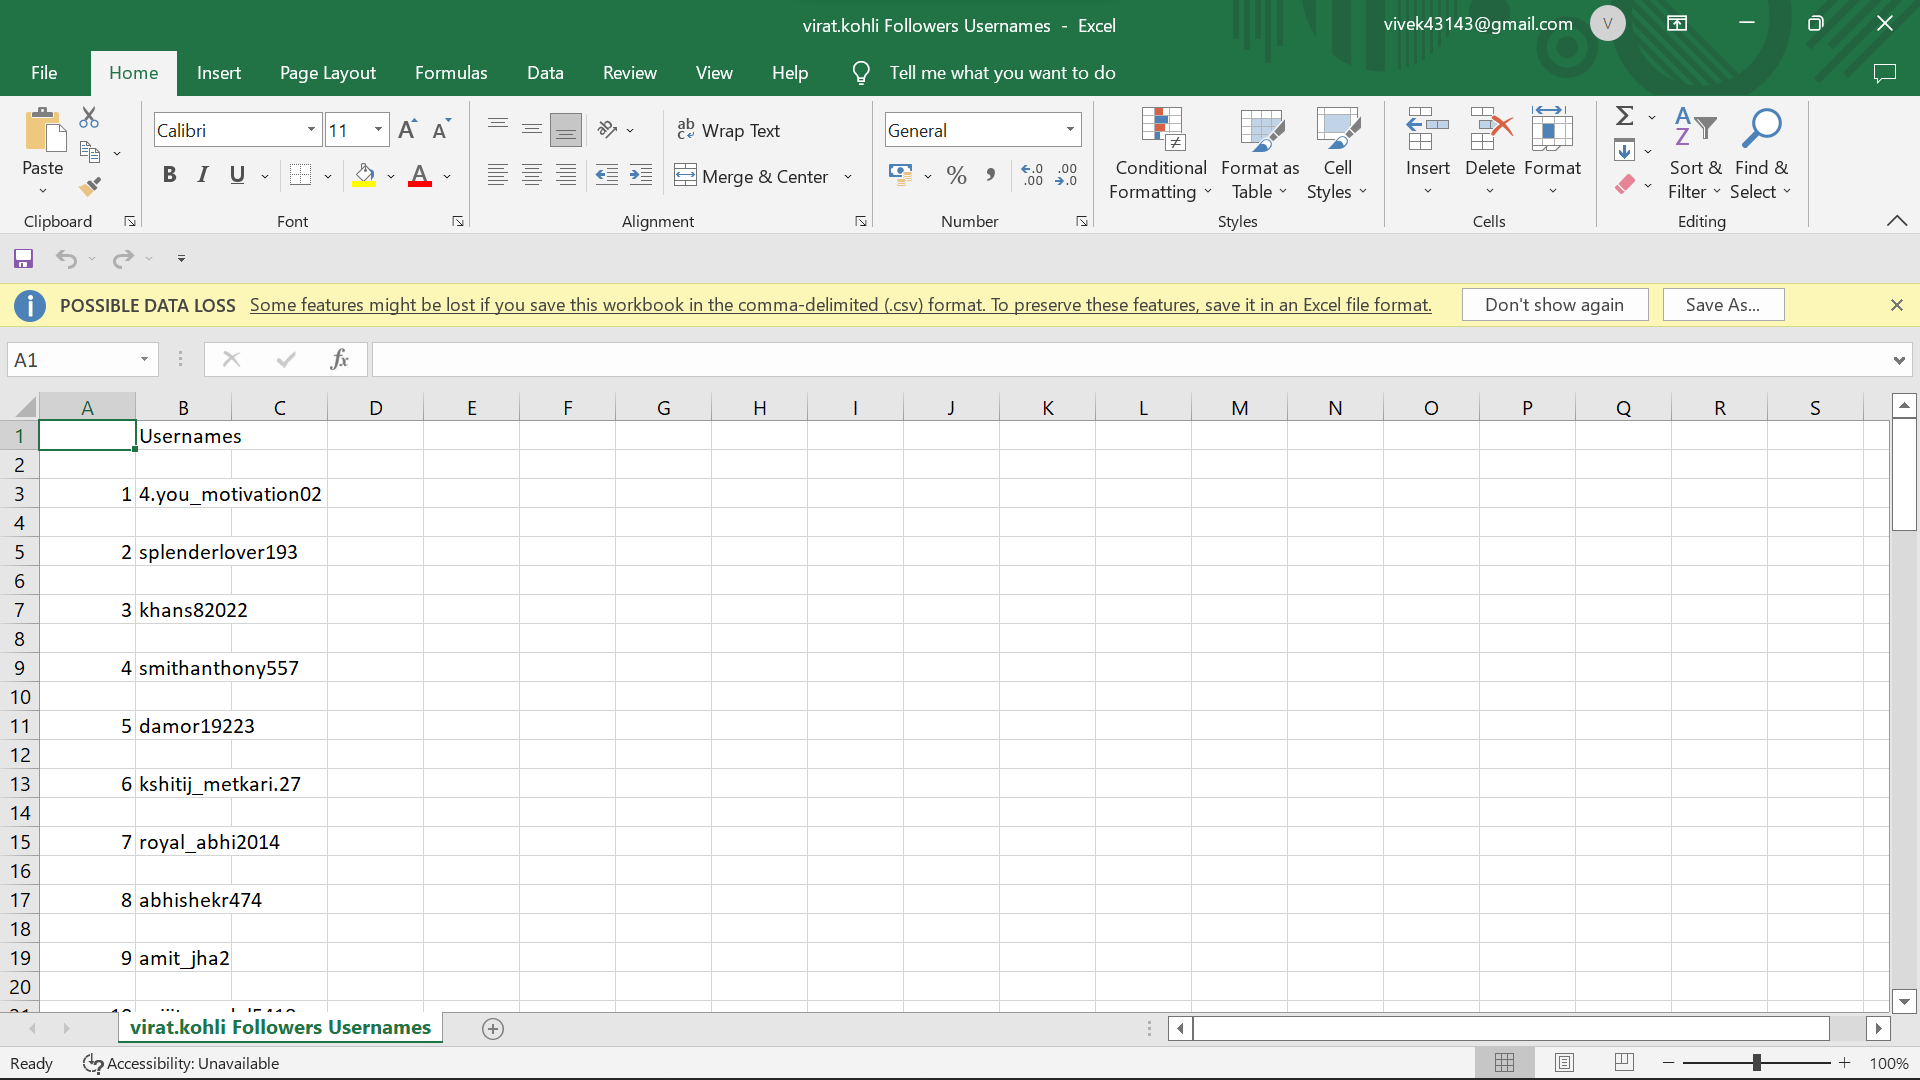 virat.kohli Followers Usernames - Excel
vivek43143@gmail.com V
File Home Insert Page Layout Formulas Data Review View Help Tell me what you want to do
Calibri 11 Wrap Text General
Paste Merge & Center
Conditional Formatting Format as Table Cell Styles Insert Delete Format Sort & Filter Find & Select
Clipboard Font Alignment Number Styles Cells Editing
POSSIBLE DATA LOSS Some features might be lost if you save this workbook in the comma-delimited (.csv) format. To preserve these features, save it in an Excel file format. Don't show again Save As...
A1 fx
A B C D E F G H I J K L M N O P Q R S
1 Usernames
2
3 1 4.you_motivation02
4
5 2 splenderlover193
6
7 3 khans82022
8
9 4 smithanthony557
10
11 5 damor19223
12
13 6 kshitij_metkari.27
14
15 7 royal_abhi2014
16
17 8 abhishekr474
18
19 9 amit_jha2
20
virat.kohli Followers Usernames
Ready Accessibility: Unavailable 100%